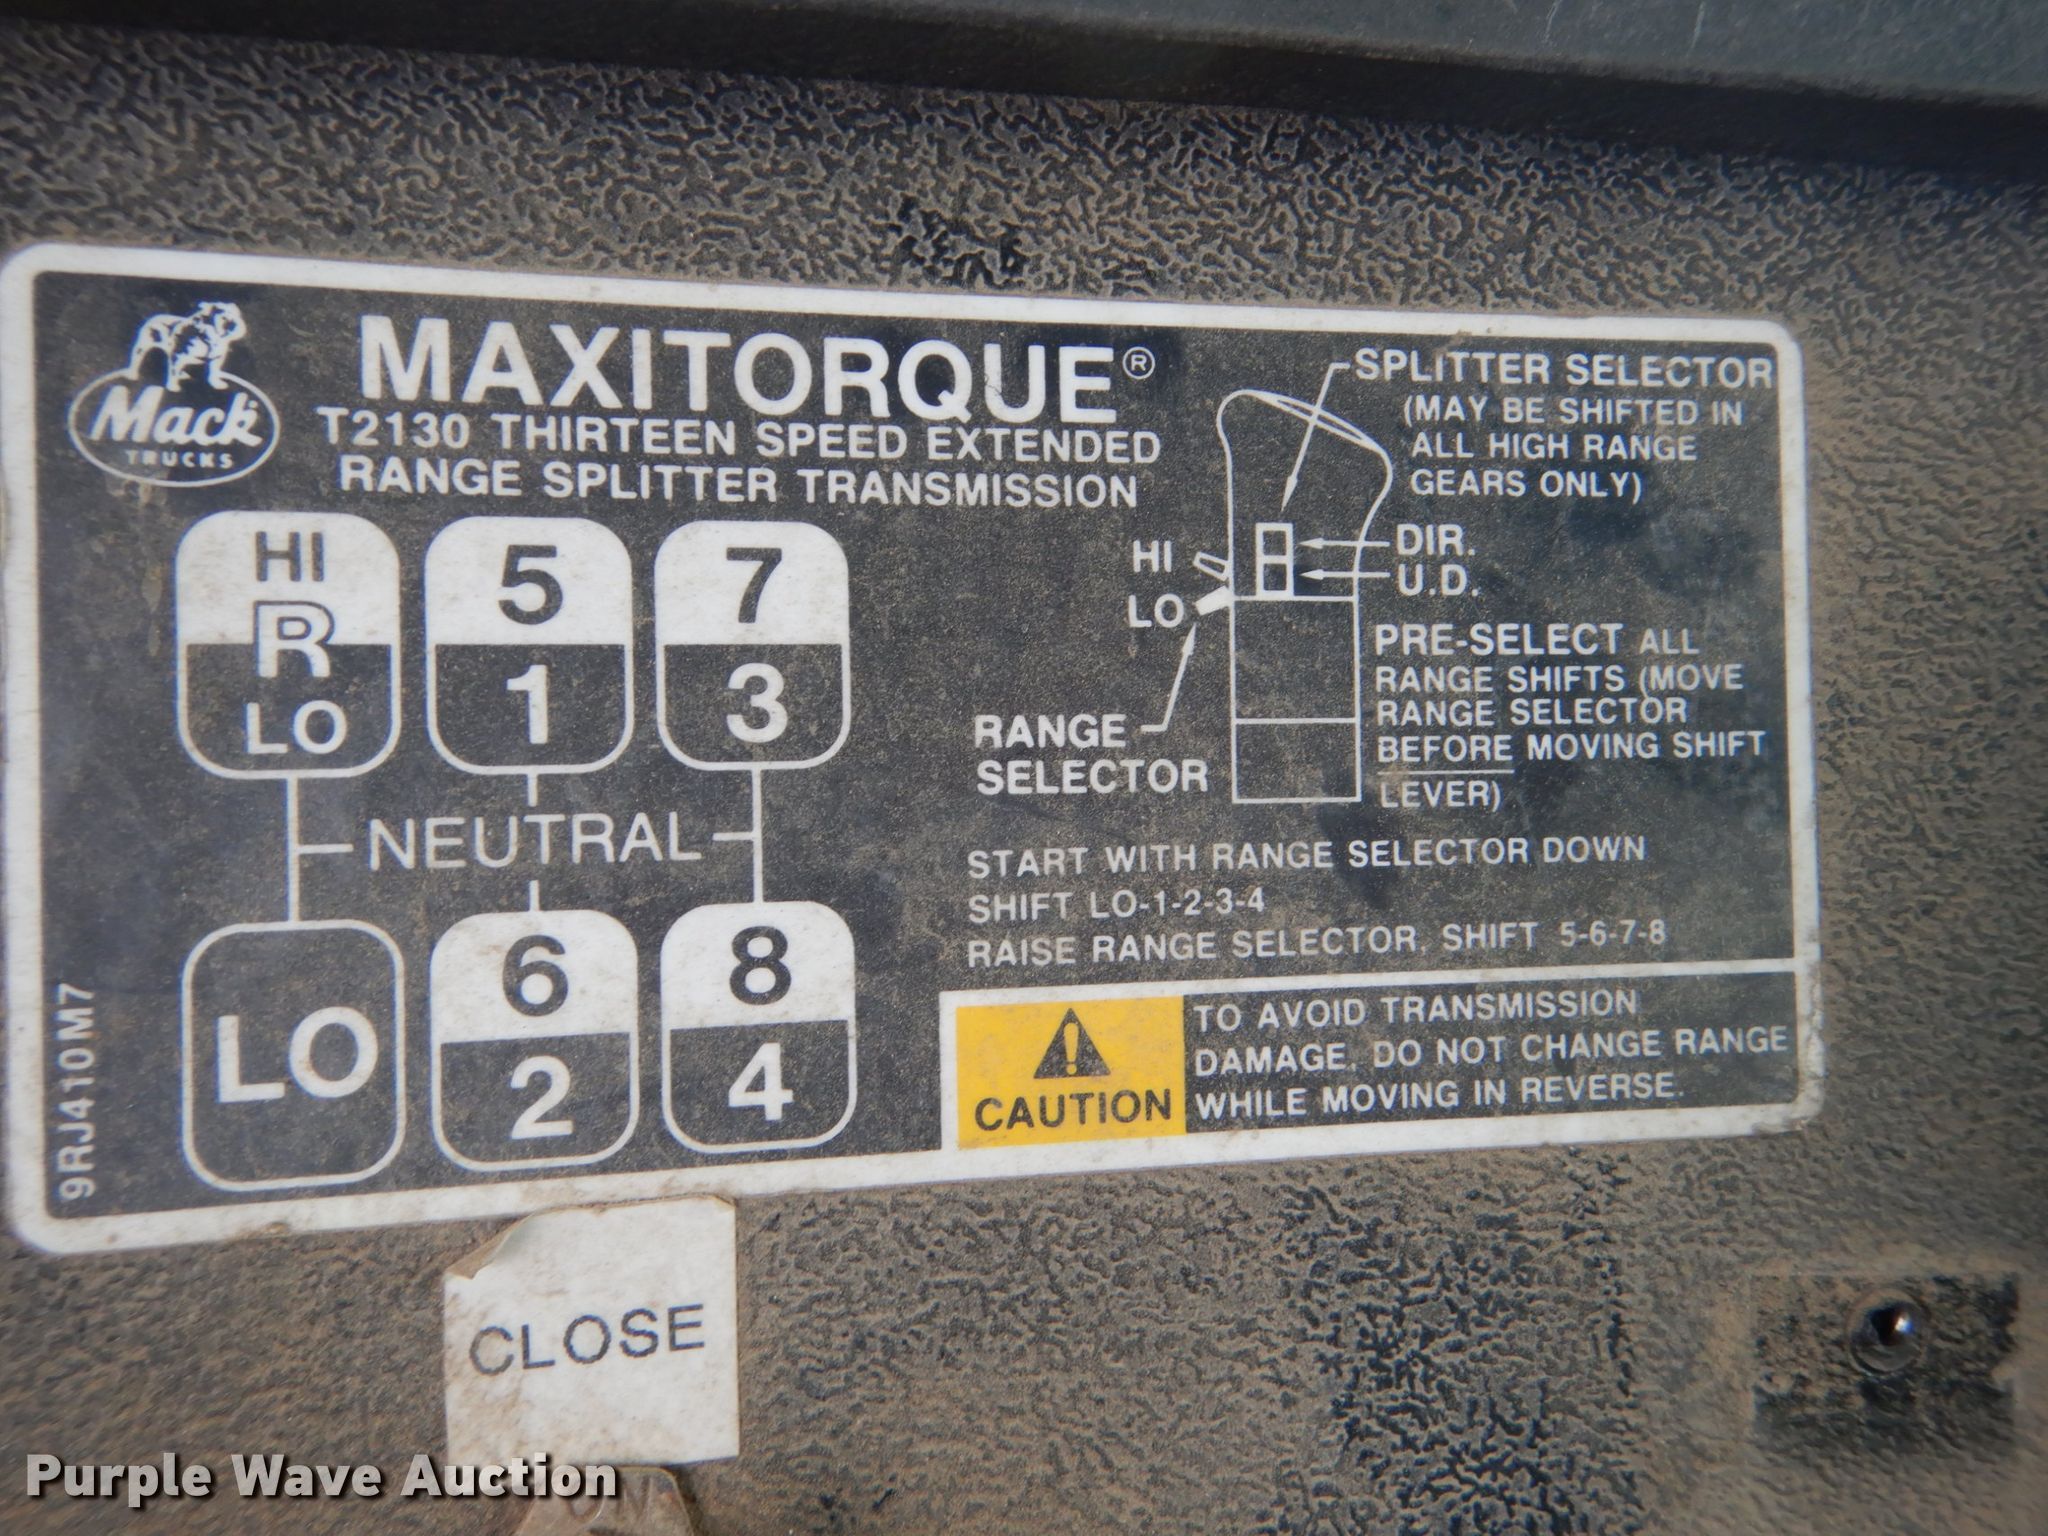 Mack
TRUCKS
MAXITORQUE®
T2130 THIRTEEN SPEED EXTENDED
RANGE SPLITTER TRANSMISSION
HI
R
LO
5
1
7
3
NEUTRAL
LO
6
2
8
4
9RJ410M7
SPLITTER SELECTOR
(MAY BE SHIFTED IN
ALL HIGH RANGE
GEARS ONLY)
HI
LO
DIR.
U.D.
RANGE
SELECTOR
PRE-SELECT ALL
RANGE SHIFTS (MOVE
RANGE SELECTOR
BEFORE MOVING SHIFT
LEVER)
START WITH RANGE SELECTOR DOWN
SHIFT LO-1-2-3-4
RAISE RANGE SELECTOR, SHIFT 5-6-7-8
CAUTION
TO AVOID TRANSMISSION
DAMAGE, DO NOT CHANGE RANGE
WHILE MOVING IN REVERSE.
CLOSE
Purple Wave Auction